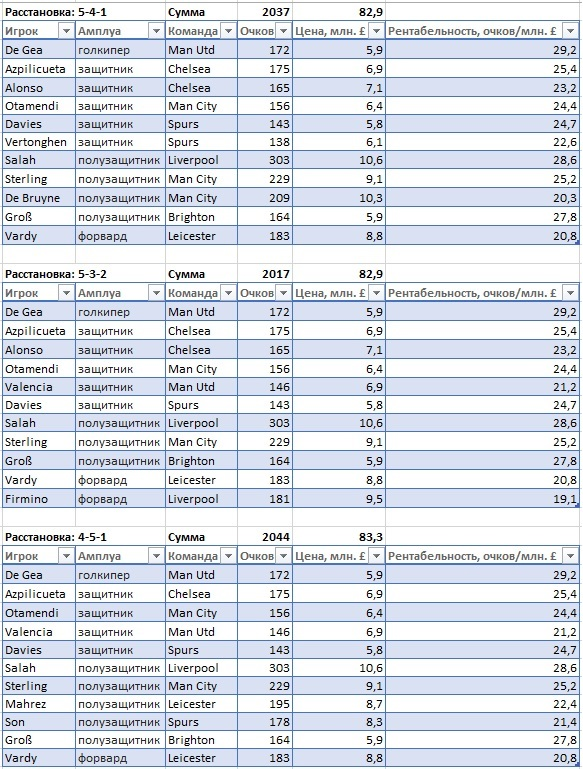 Расстановка: 5-4-1 Сумма 2037 82,9
Игрок Амплуа Команда Очков Цена, млн. £ Рентабельность, очков/млн. £
De Gea голкипер Man Utd 172 5,9 29,2
Azpilicueta защитник Chelsea 175 6,9 25,4
Alonso защитник Chelsea 165 7,1 23,2
Otamendi защитник Man City 156 6,4 24,4
Davies защитник Spurs 143 5,8 24,7
Vertonghen защитник Spurs 138 6,1 22,6
Salah полузащитник Liverpool 303 10,6 28,6
Sterling полузащитник Man City 229 9,1 25,2
De Bruyne полузащитник Man City 209 10,3 20,3
Groß полузащитник Brighton 164 5,9 27,8
Vardy форвард Leicester 183 8,8 20,8
Расстановка: 5-3-2 Сумма 2017 82,9
Игрок Амплуа Команда Очков Цена, млн. £ Рентабельность, очков/млн. £
De Gea голкипер Man Utd 172 5,9 29,2
Azpilicueta защитник Chelsea 175 6,9 25,4
Alonso защитник Chelsea 165 7,1 23,2
Otamendi защитник Man City 156 6,4 24,4
Valencia защитник Man Utd 146 6,9 21,2
Davies защитник Spurs 143 5,8 24,7
Salah полузащитник Liverpool 303 10,6 28,6
Sterling полузащитник Man City 229 9,1 25,2
Groß полузащитник Brighton 164 5,9 27,8
Vardy форвард Leicester 183 8,8 20,8
Firmino форвард Liverpool 181 9,5 19,1
Расстановка: 4-5-1 Сумма 2044 83,3
Игрок Амплуа Команда Очков Цена, млн. £ Рентабельность, очков/млн. £
De Gea голкипер Man Utd 172 5,9 29,2
Azpilicueta защитник Chelsea 175 6,9 25,4
Otamendi защитник Man City 156 6,4 24,4
Valencia защитник Man Utd 146 6,9 21,2
Davies защитник Spurs 143 5,8 24,7
Salah полузащитник Liverpool 303 10,6 28,6
Sterling полузащитник Man City 229 9,1 25,2
Mahrez полузащитник Leicester 195 8,7 22,4
Son полузащитник Spurs 178 8,3 21,4
Groß полузащитник Brighton 164 5,9 27,8
Vardy форвард Leicester 183 8,8 20,8